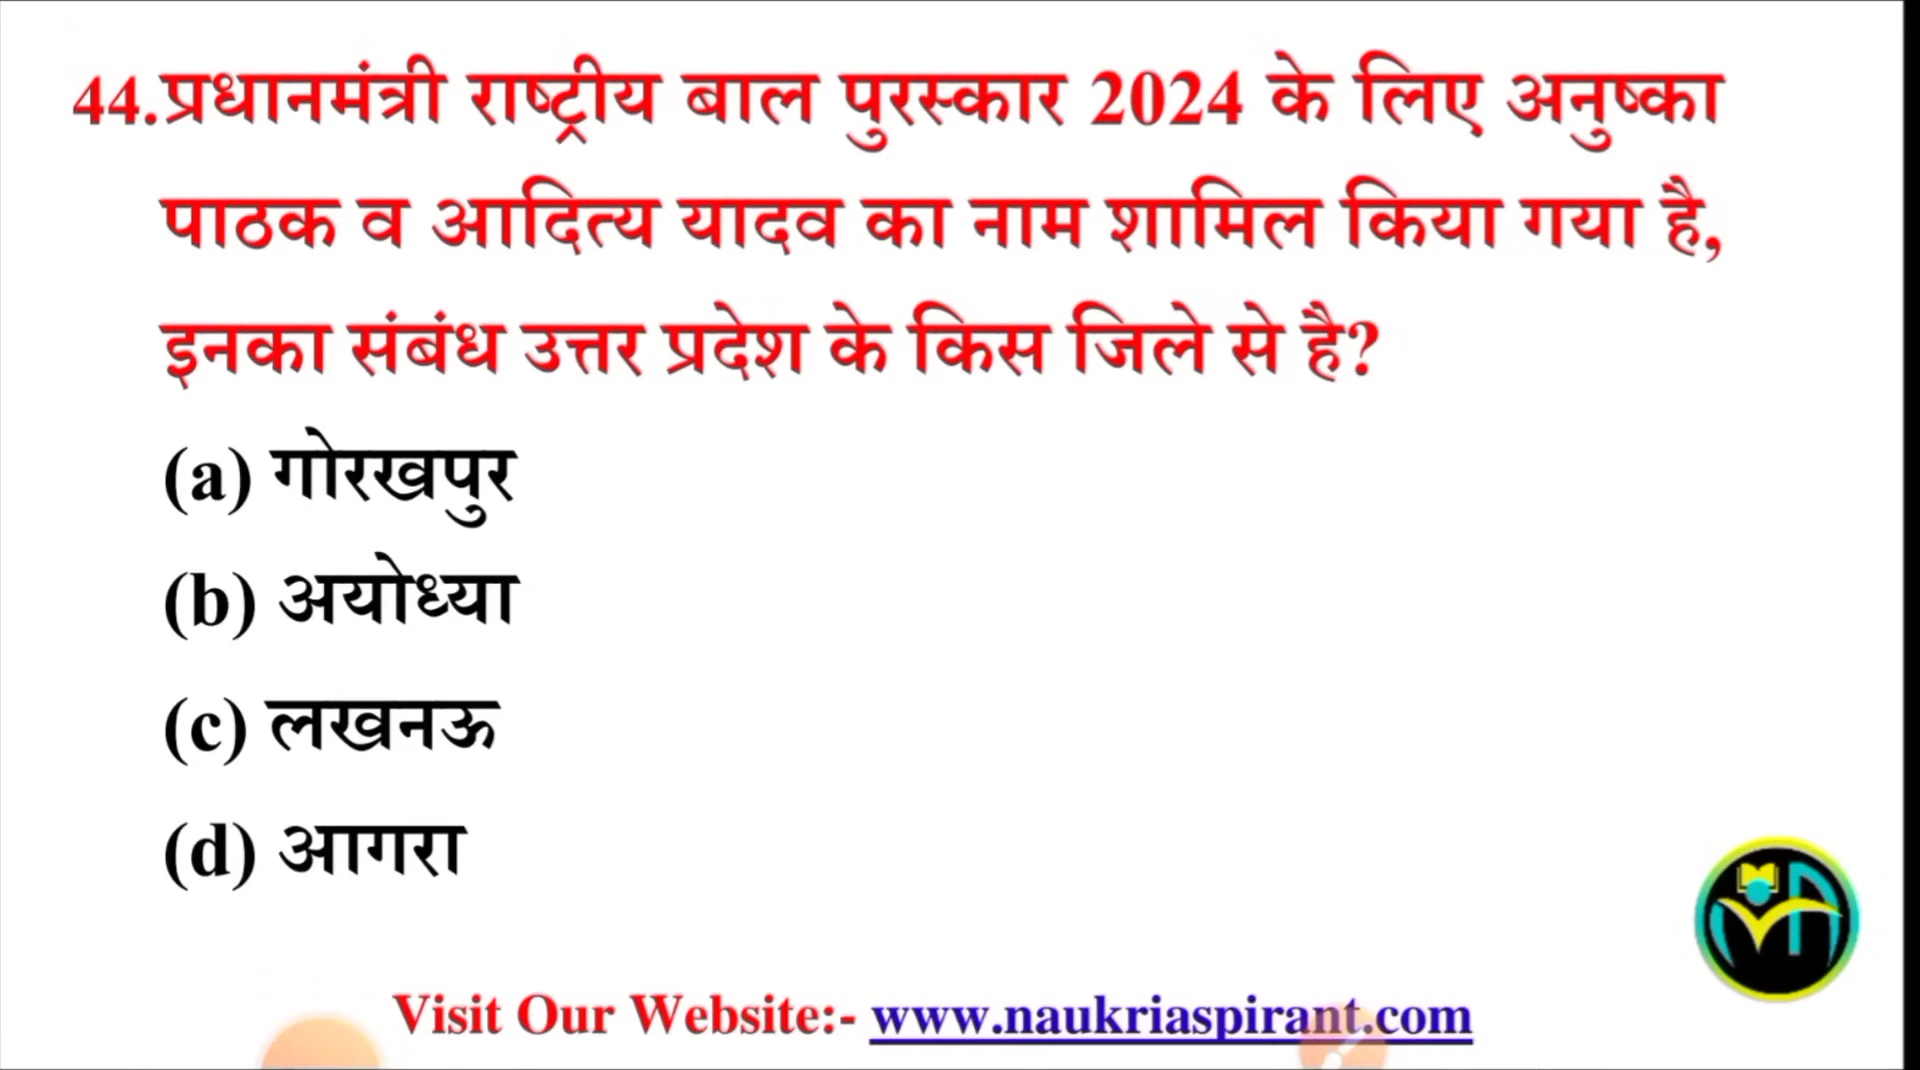 44.प्रधानमंत्री राष्ट्रीय बाल पुरस्कार 2024 के लिए अनुष्का
पाठक व आदित्य यादव का नाम शामिल किया गया है,
इनका संबंध उत्तर प्रदेश के किस जिले से है?
(a) गोरखपुर
(b) अयोध्या
(c) लखनऊ
(d) आगरा
Visit Our Website:- www.naukriaspirant.com